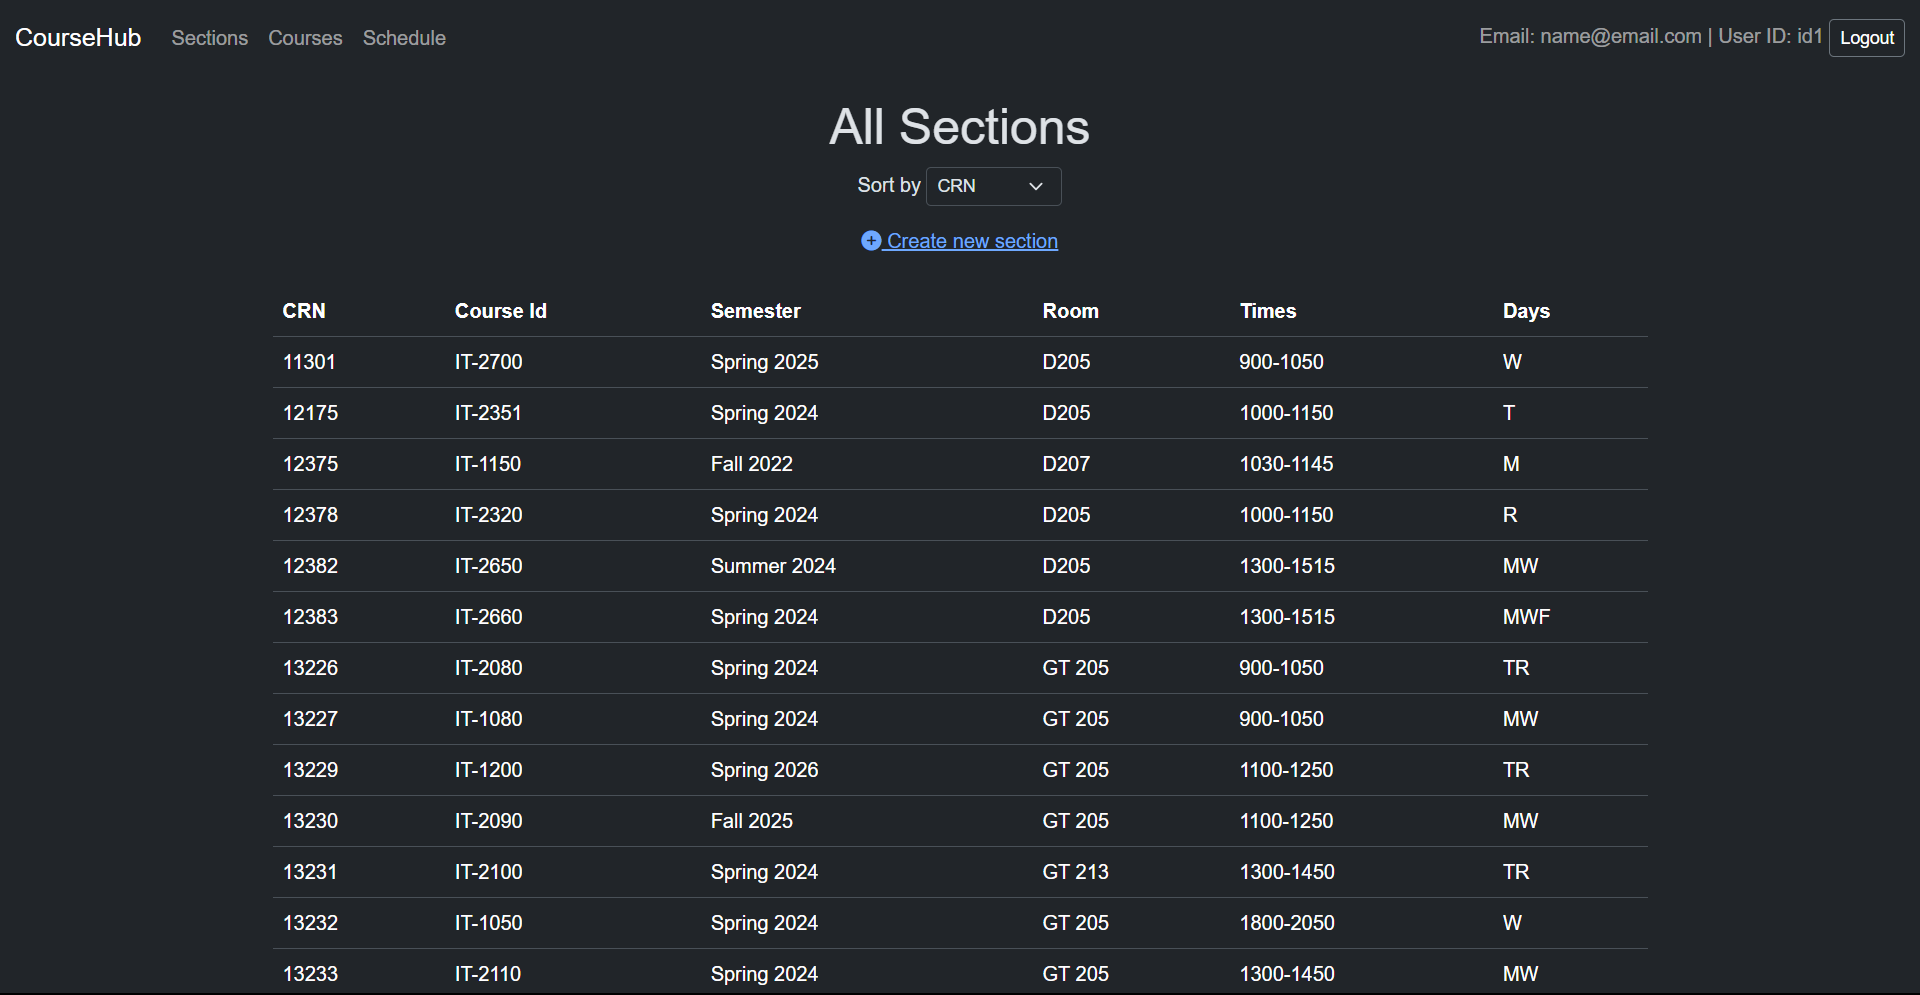 CourseHub Sections Courses Schedule Email: name@email.com | User ID: id1 Logout
All Sections
Sort by CRN
Create new section
CRN Course Id Semester Room Times Days
11301 IT-2700 Spring 2025 D205 900-1050 W
12175 IT-2351 Spring 2024 D205 1000-1150 T
12375 IT-1150 Fall 2022 D207 1030-1145 M
12378 IT-2320 Spring 2024 D205 1000-1150 R
12382 IT-2650 Summer 2024 D205 1300-1515 MW
12383 IT-2660 Spring 2024 D205 1300-1515 MWF
13226 IT-2080 Spring 2024 GT 205 900-1050 TR
13227 IT-1080 Spring 2024 GT 205 900-1050 MW
13229 IT-1200 Spring 2026 GT 205 1100-1250 TR
13230 IT-2090 Fall 2025 GT 205 1100-1250 MW
13231 IT-2100 Spring 2024 GT 213 1300-1450 TR
13232 IT-1050 Spring 2024 GT 205 1800-2050 W
13233 IT-2110 Spring 2024 GT 205 1300-1450 MW